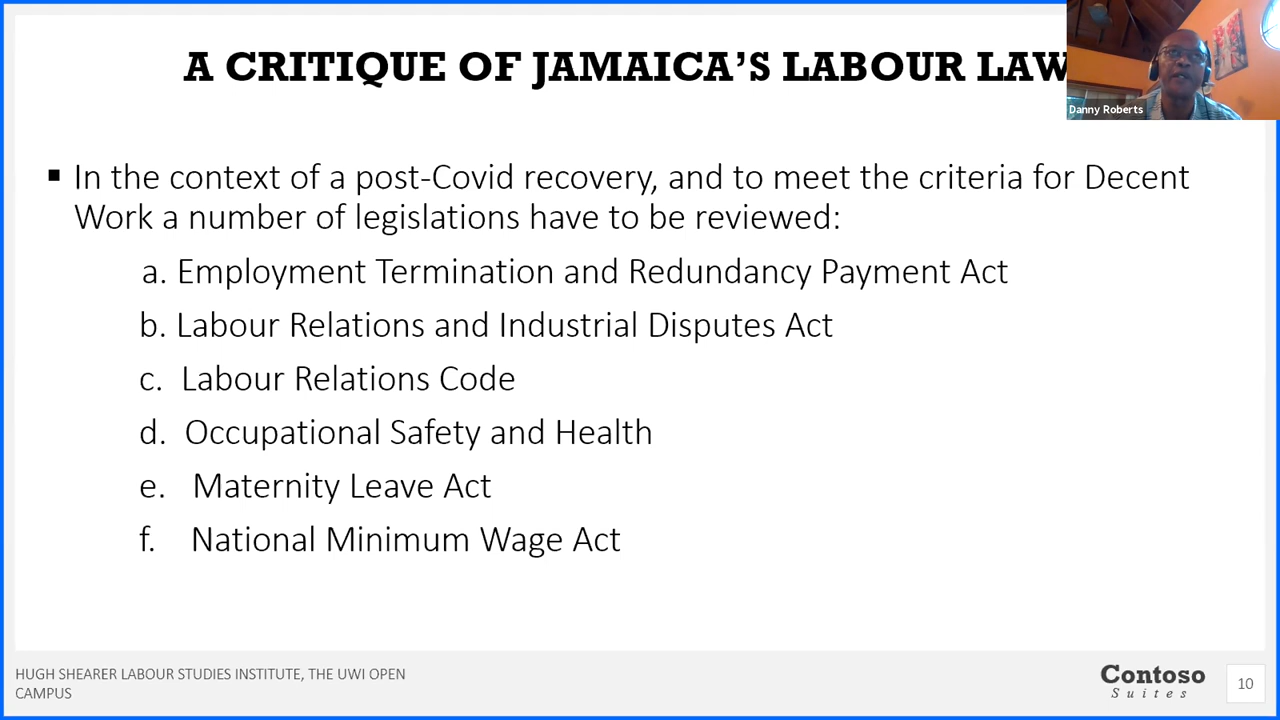 A CRITIQUE OF JAMAICA'S LABOUR LAW
Danny Roberts
▪ In the context of a post-Covid recovery, and to meet the criteria for Decent
Work a number of legislations have to be reviewed:
a. Employment Termination and Redundancy Payment Act
b. Labour Relations and Industrial Disputes Act
c. Labour Relations Code
d. Occupational Safety and Health
e. Maternity Leave Act
f. National Minimum Wage Act
HUGH SHEARER LABOUR STUDIES INSTITUTE, THE UWI OPEN
CAMPUS
Contoso
Suites
10